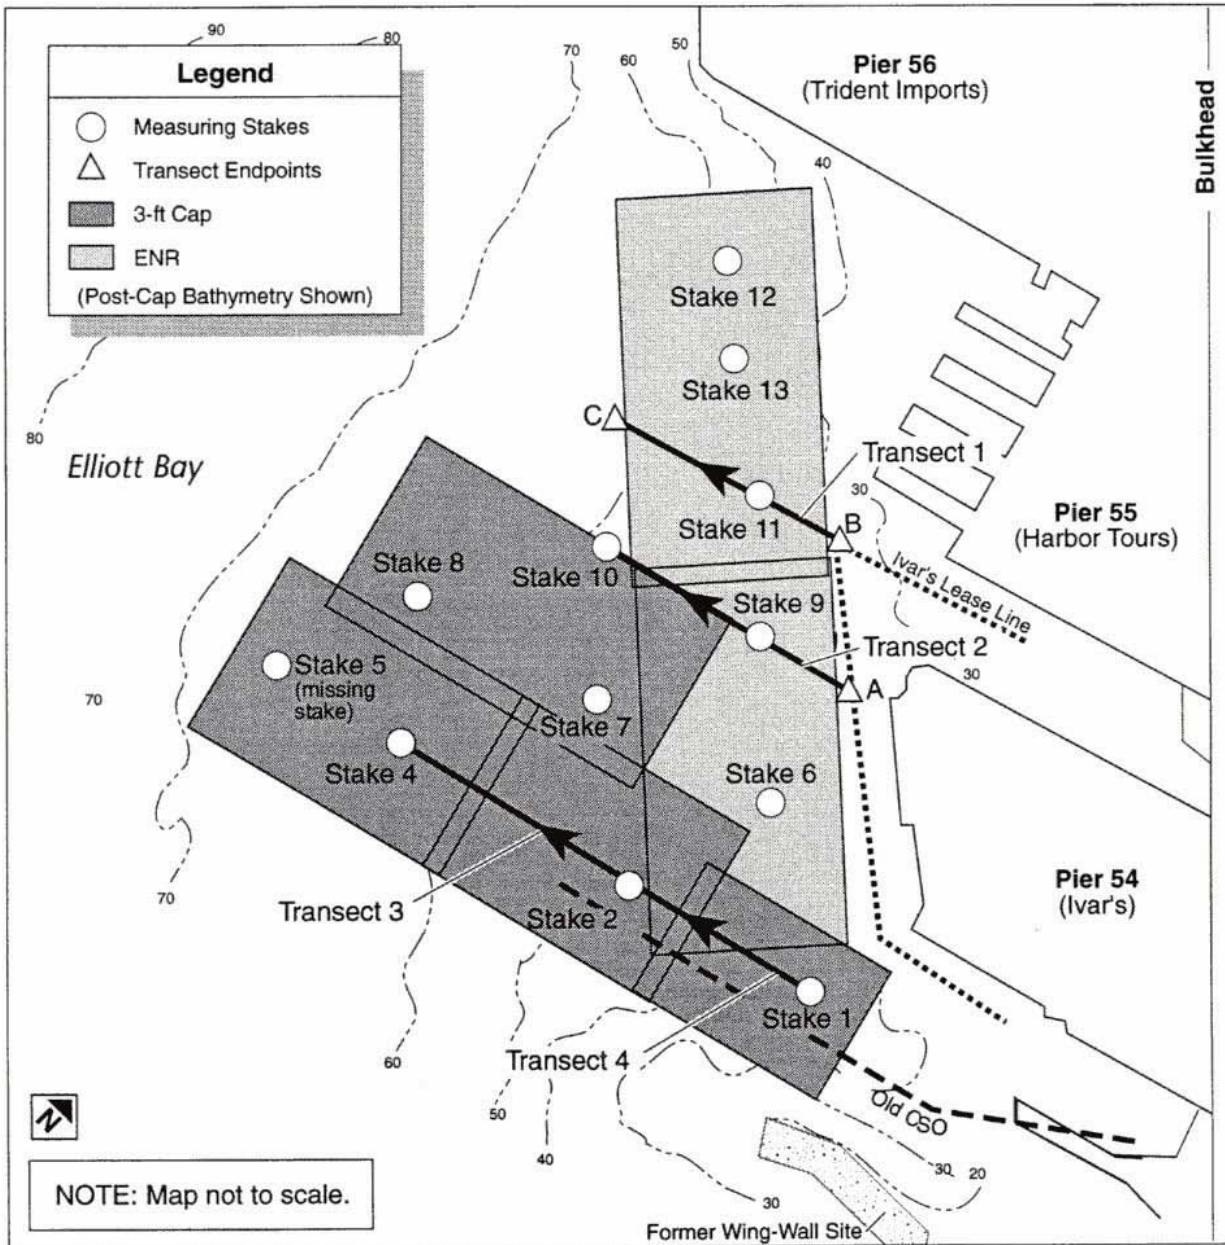 90
80
70
60
50
Legend
Measuring Stakes
Transect Endpoints
3-ft Cap
ENR
(Post-Cap Bathymetry Shown)
Pier 56
(Trident Imports)
Bulkhead
40
Stake 12
Stake 13
80
Elliott Bay
C
Transect 1
Stake 11
30
B
Pier 55
(Harbor Tours)
Ivar's Lease Line
Stake 8
Stake 10
Stake 9
Transect 2
30
A
Stake 5
(missing
stake)
70
Stake 7
Stake 4
Stake 6
70
Transect 3
Stake 2
Pier 54
(Ivar's)
Stake 1
60
50
40
Transect 4
Old CSO
30
20
30
N
NOTE: Map not to scale.
Former Wing-Wall Site